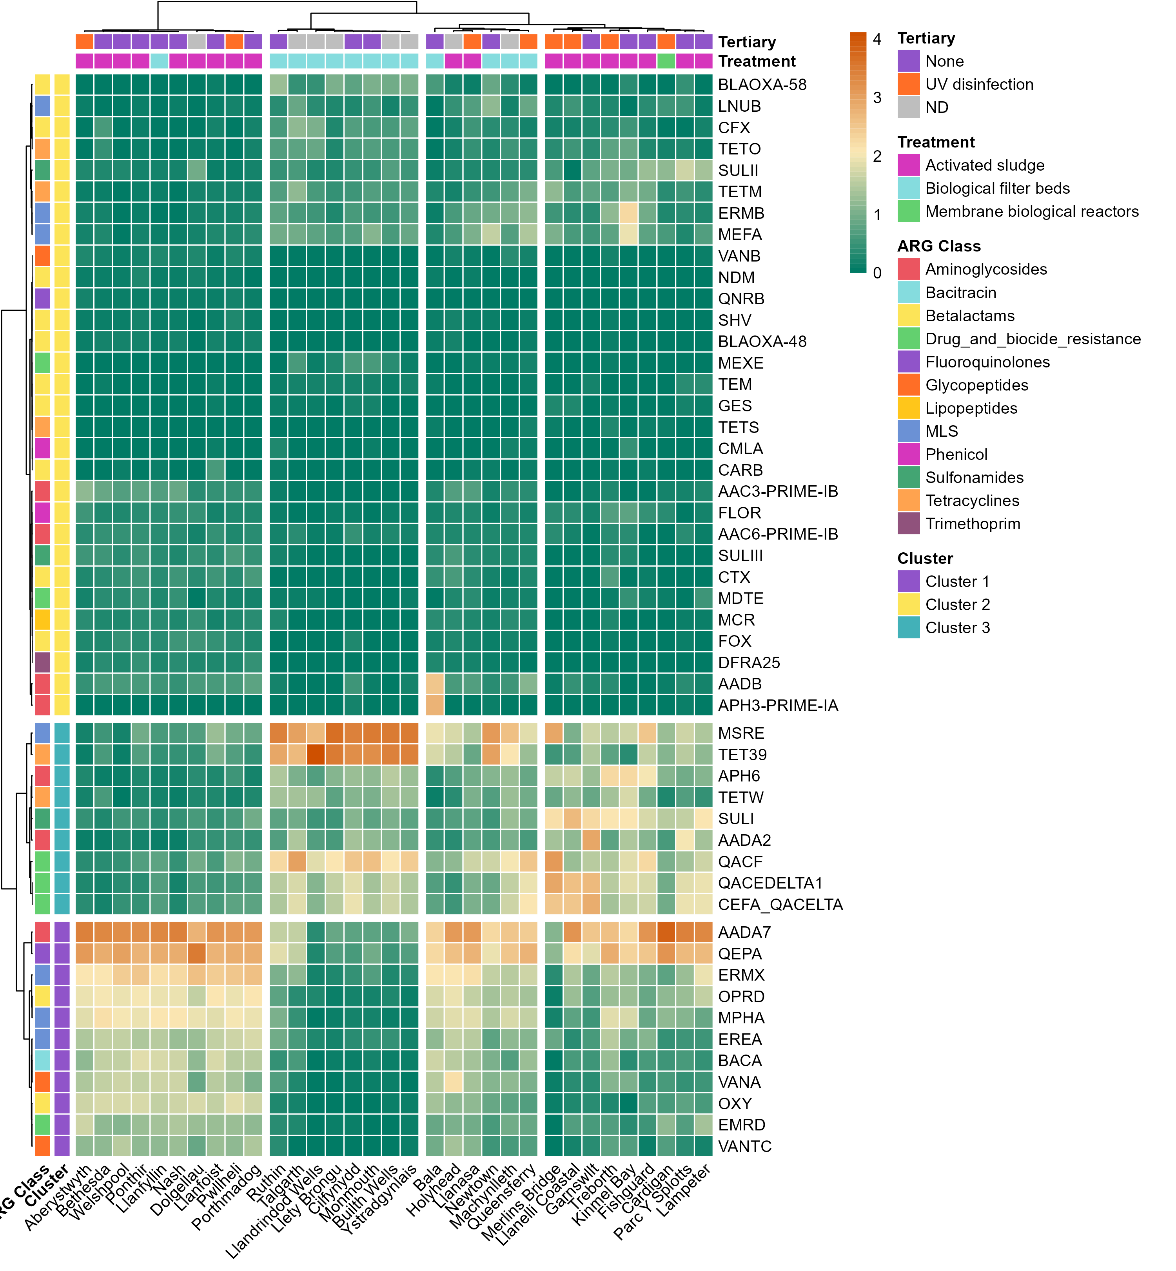 Tertiary
Treatment
BLAOXA-58
LNUB
CFX
TETO
SULII
TETM
ERMB
MEFA
VANB
NDM
QNRB
SHV
BLAOXA-48
MEXE
TEM
GES
TETS
CMLA
CARB
AAC3-PRIME-IB
FLOR
AAC6-PRIME-IB
SULIII
CTX
MDTE
MCR
FOX
DFRA25
AADB
APH3-PRIME-IA
MSRE
TET39
APH6
TETW
SULI
AADA2
QACF
QACEDELTA1
CEFA_QACELTA
AADA7
QEPA
ERMX
OPRD
MPHA
EREA
BACA
VANA
OXY
EMRD
VANTC
4
3
2
1
0
Tertiary
None
UV disinfection
ND
Treatment
Activated sludge
Biological filter beds
Membrane biological reactors
ARG Class
Aminoglycosides
Bacitracin
Betalactams
Drug_and_biocide_resistance
Fluoroquinolones
Glycopeptides
Lipopeptides
MLS
Phenicol
Sulfonamides
Tetracyclines
Trimethoprim
Cluster
Cluster 1
Cluster 2
Cluster 3
RG Class
Cluster
Aberystwyth
Bethesda
Welshpool
Ponthir
Llanfyllin
Nash
Dolgellau
Llanfoist
Pwllheli
Porthmadog
Ruthin
Talgarth
Llandrindod Wells
Llety Brongu
Cilfynydd
Monmouth
Builth Wells
Ystradgynlais
Bala
Holyhead
Llanasa
Newtown
Machynlleth
Queensferry
Merlins Bridge
Llanelli Coastal
Garnswllt
Treborth
Kinmel Bay
Fishguard
Cardigan
Parc Y Splotts
Lampeter